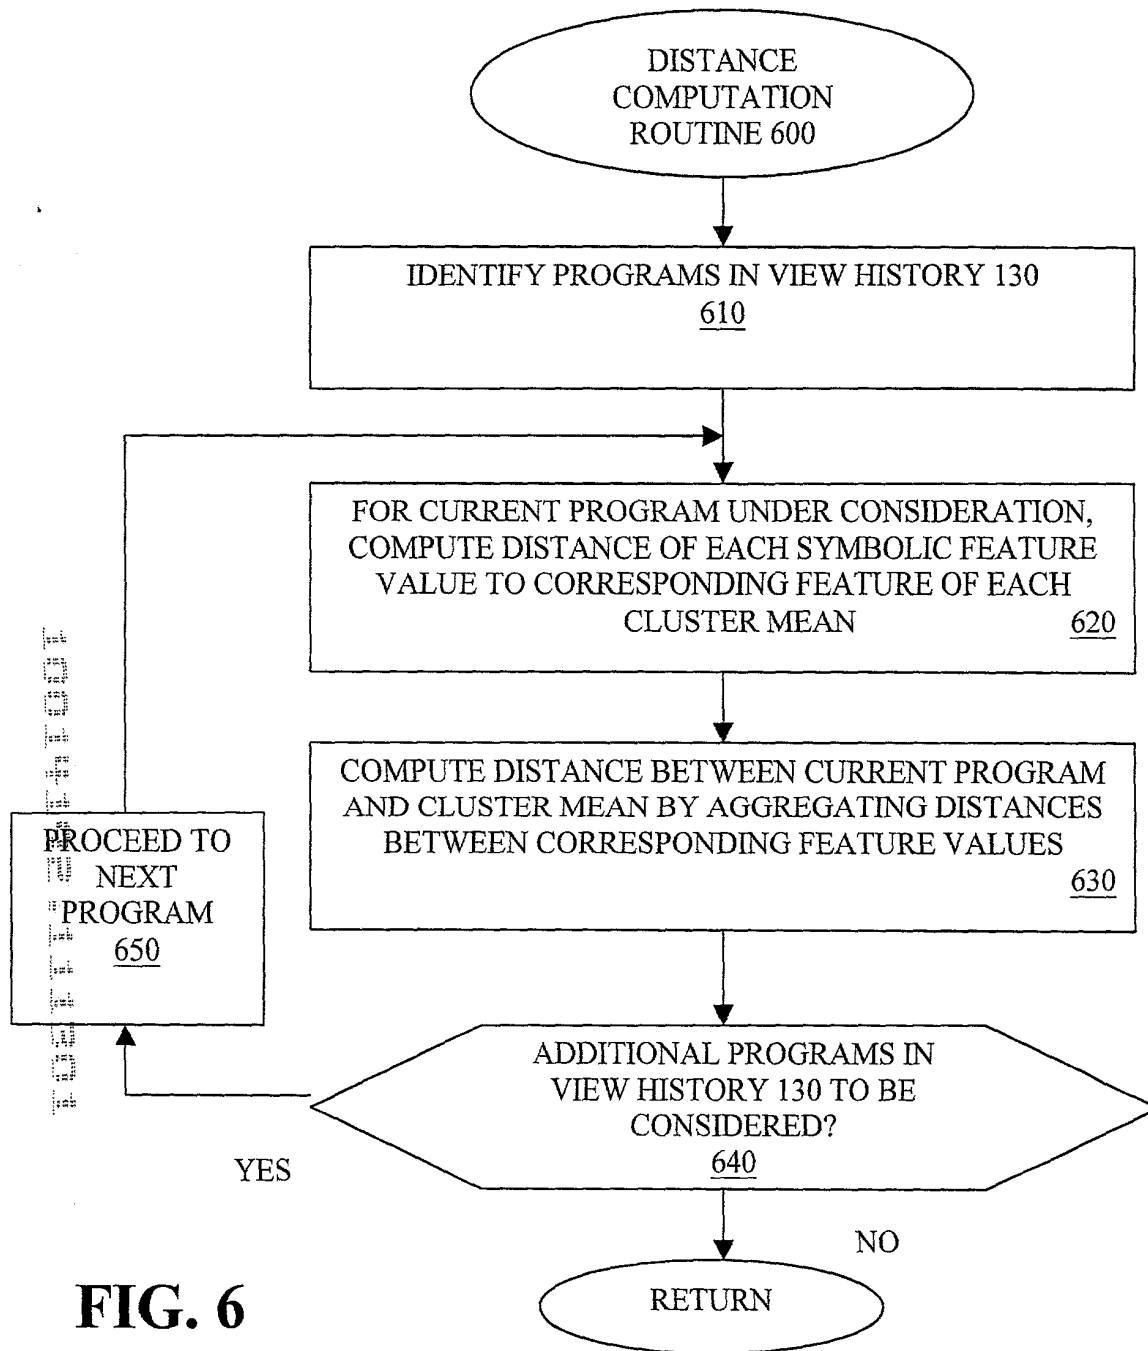 DISTANCE
COMPUTATION
ROUTINE 600
IDENTIFY PROGRAMS IN VIEW HISTORY 130
610
FOR CURRENT PROGRAM UNDER CONSIDERATION,
COMPUTE DISTANCE OF EACH SYMBOLIC FEATURE
VALUE TO CORRESPONDING FEATURE OF EACH
CLUSTER MEAN 620
COMPUTE DISTANCE BETWEEN CURRENT PROGRAM
AND CLUSTER MEAN BY AGGREGATING DISTANCES
BETWEEN CORRESPONDING FEATURE VALUES
630
PROCEED TO
NEXT
PROGRAM
650
ADDITIONAL PROGRAMS IN
VIEW HISTORY 130 TO BE
CONSIDERED?
640
YES
NO
RETURN
FIG. 6